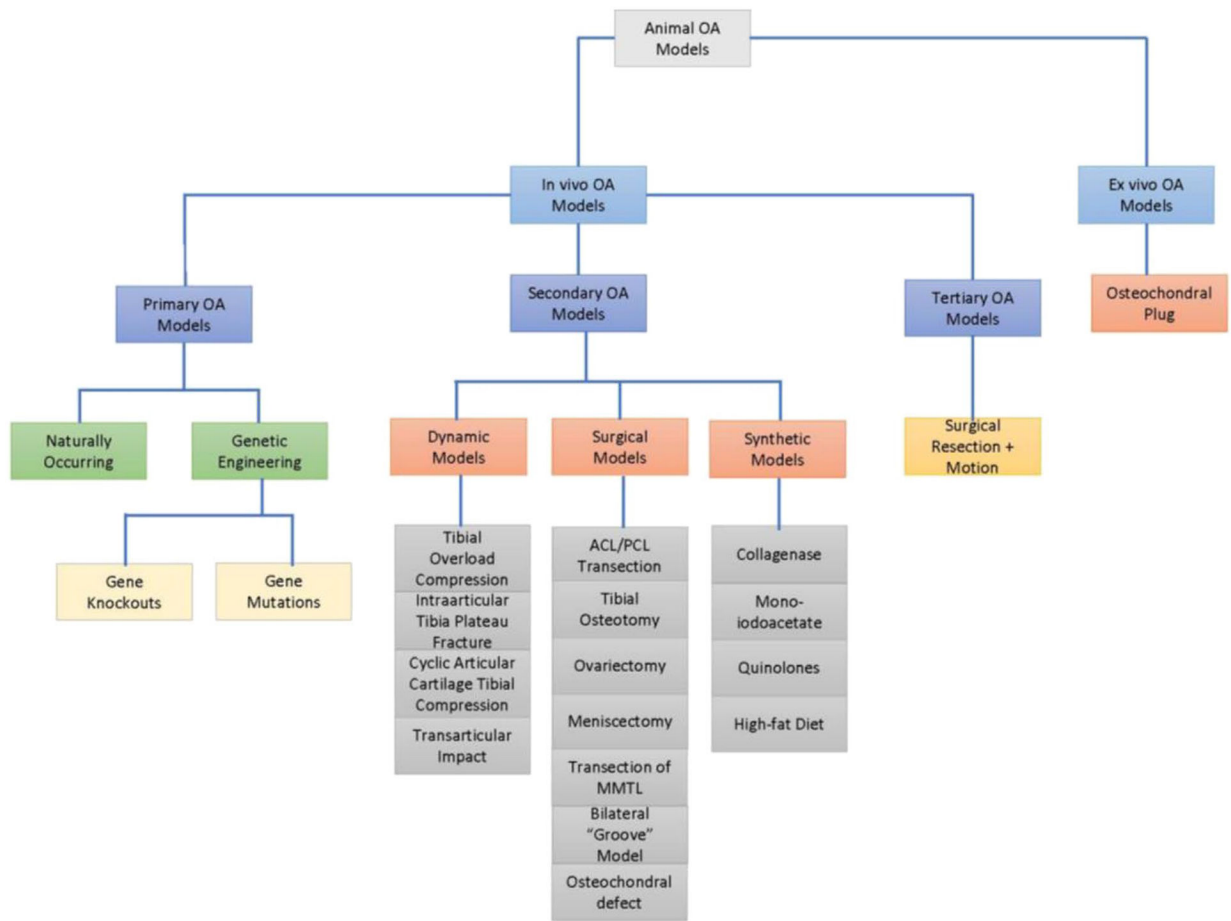 Animal OA
Models
In vivo OA
Models
Ex vivo OA
Models
Primary OA
Models
Secondary OA
Models
Tertiary OA
Models
Osteochondral
Plug
Naturally
Occurring
Genetic
Engineering
Dynamic
Models
Surgical
Models
Synthetic
Models
Surgical
Resection +
Motion
Gene
Knockouts
Gene
Mutations
Tibial
Overload
Compression
Intraarticular
Tibia Plateau
Fracture
Cyclic Articular
Cartilage Tibial
Compression
Transarticular
Impact
ACL/PCL
Transection
Tibial
Osteotomy
Ovariectomy
Meniscectomy
Transection of
MMTL
Bilateral
“Groove”
Model
Osteochondral
defect
Collagenase
Mono-
iodoacetate
Quinolones
High-fat Diet